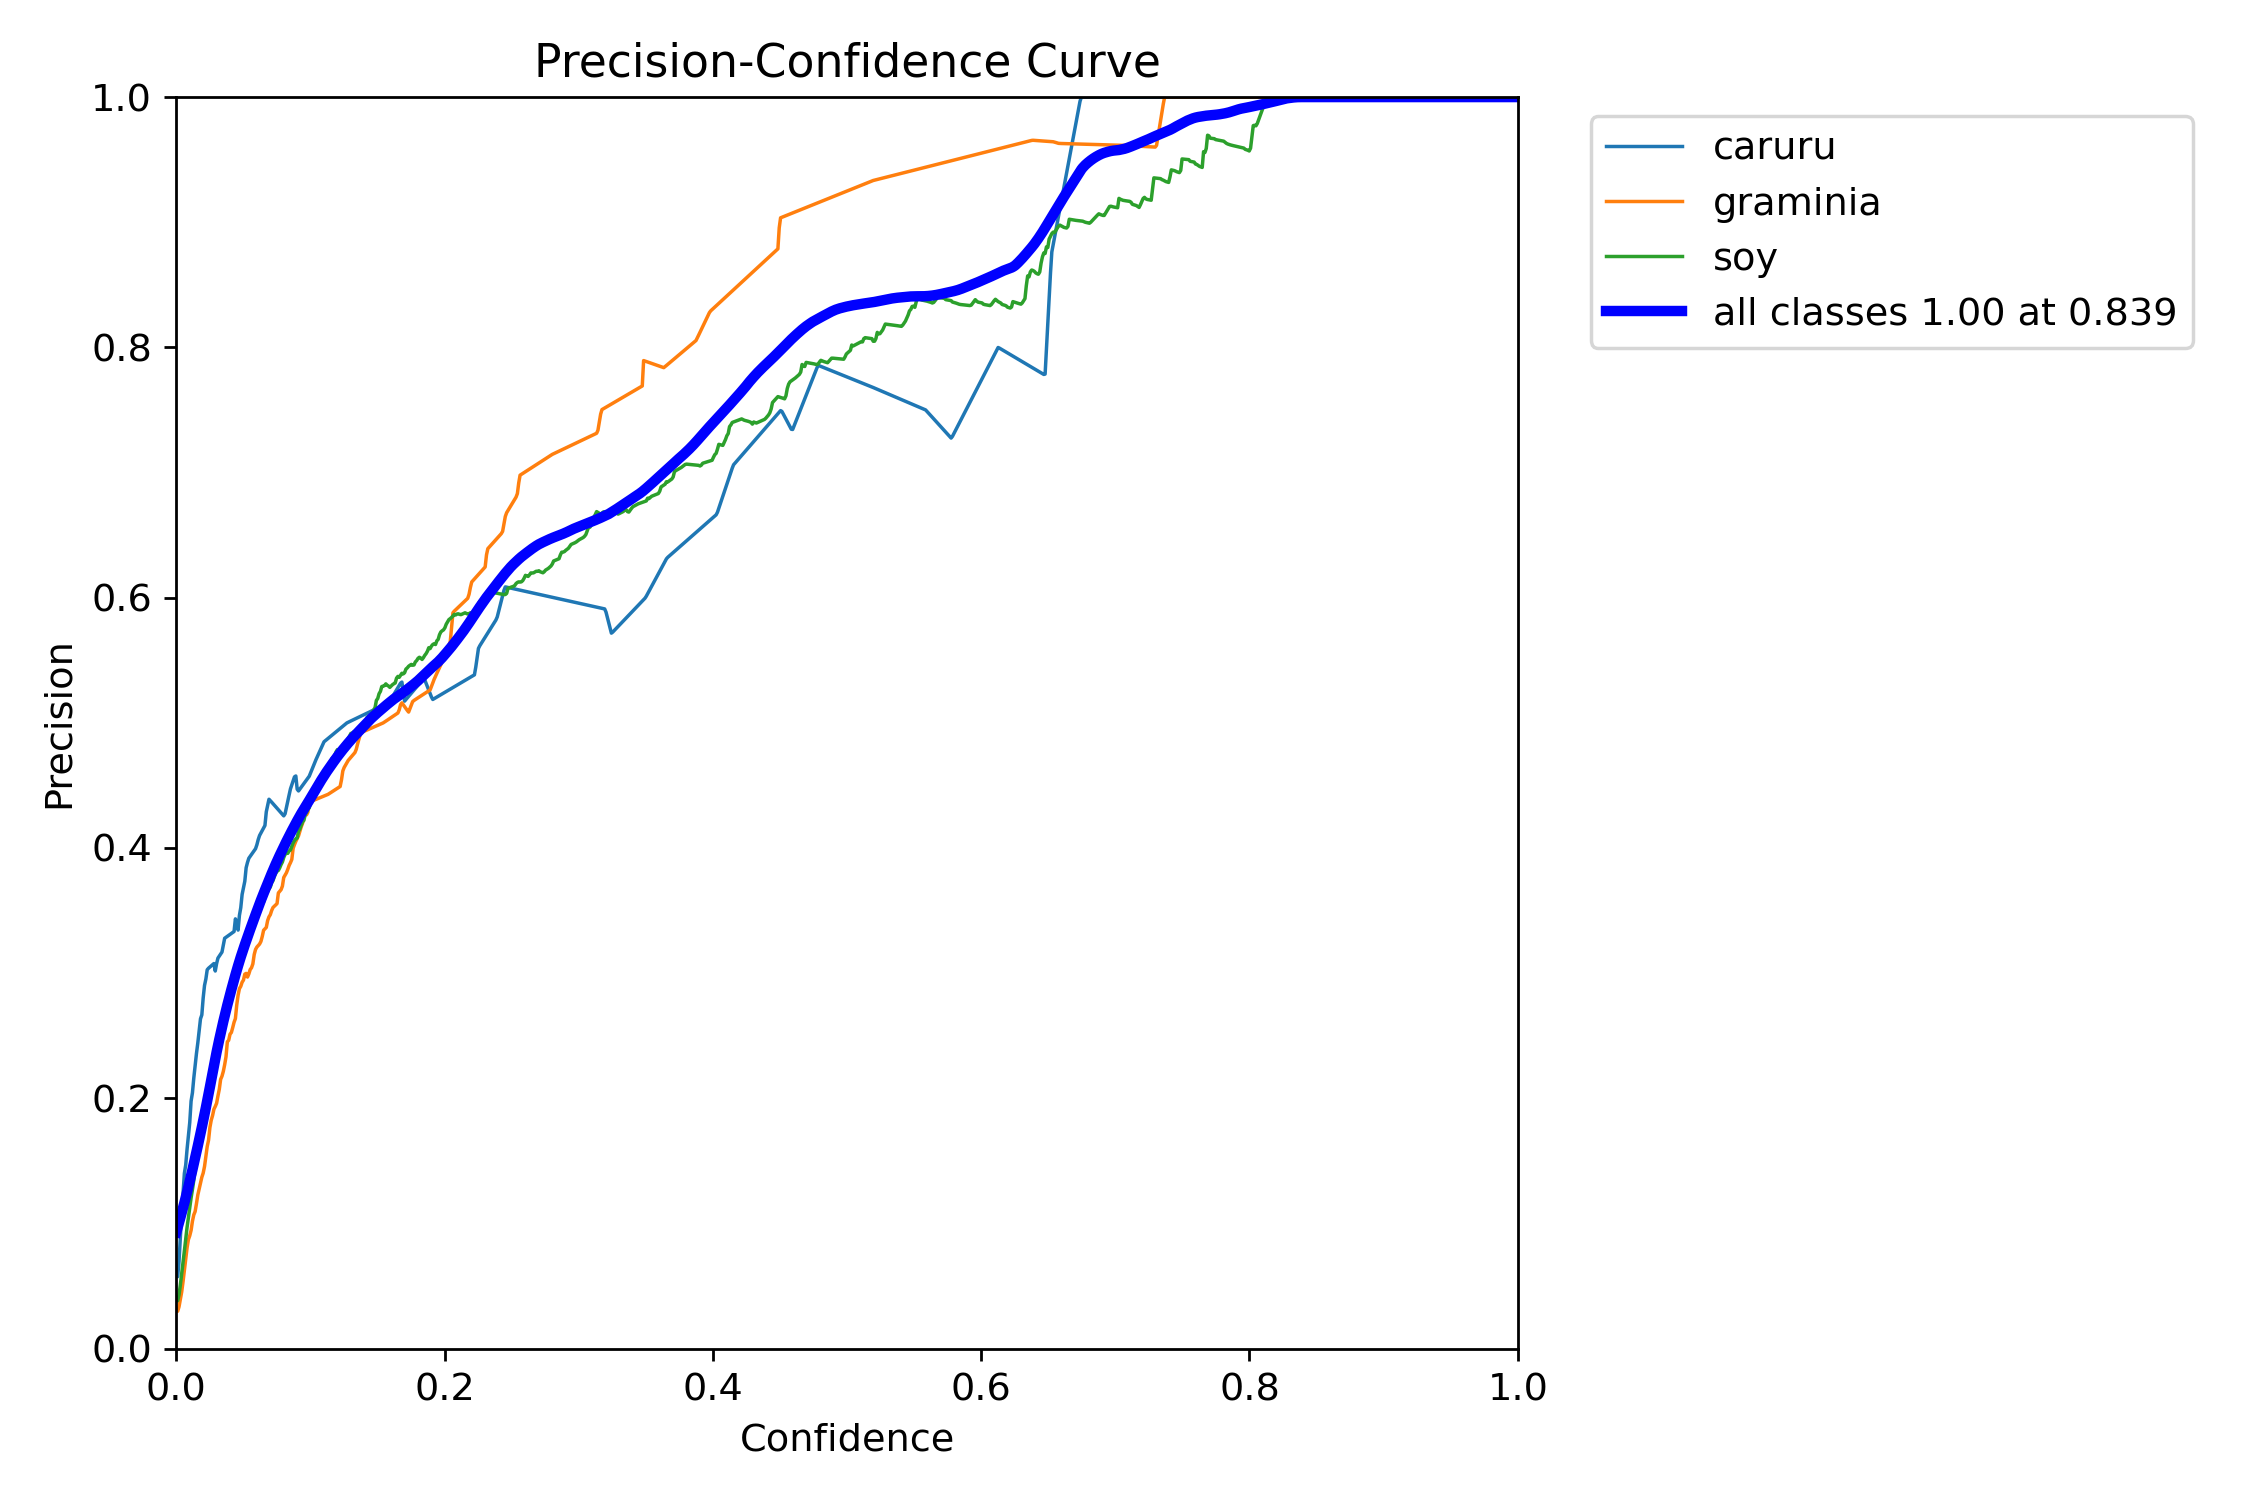 Precision-Confidence Curve
1.0
0.8
0.6
0.4
0.2
0.0
Precision
0.0 0.2 0.4 0.6 0.8 1.0
Confidence
caruru
graminia
soy
all classes 1.00 at 0.839